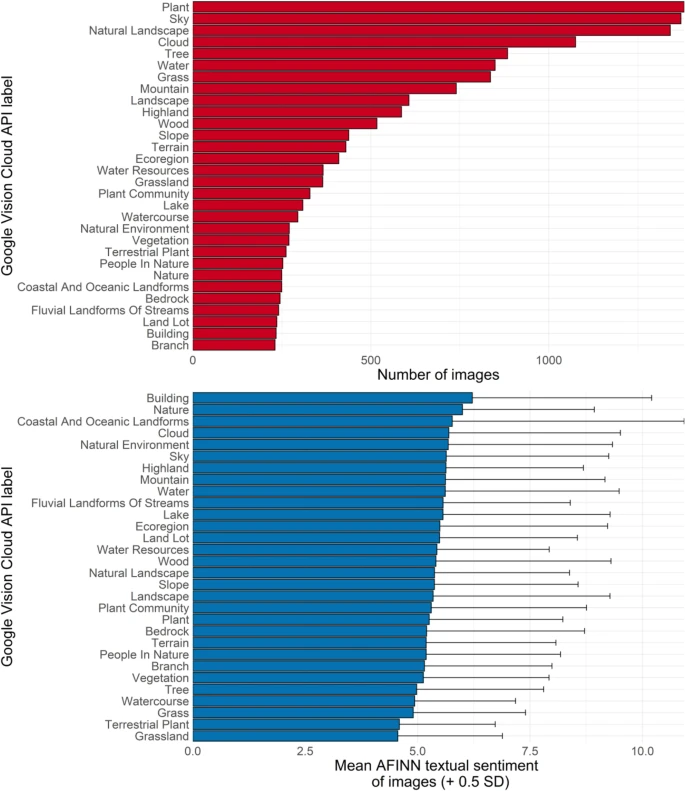 Google Vision Cloud API label
Plant
Sky
Natural Landscape
Cloud
Tree
Water
Grass
Mountain
Landscape
Highland
Wood
Slope
Terrain
Ecoregion
Water Resources
Grassland
Plant Community
Lake
Watercourse
Natural Environment
Vegetation
Terrestrial Plant
People In Nature
Nature
Coastal And Oceanic Landforms
Bedrock
Fluvial Landforms Of Streams
Land Lot
Building
Branch
0 500 1000
Number of images
Google Vision Cloud API label
Building
Nature
Coastal And Oceanic Landforms
Cloud
Natural Environment
Sky
Highland
Mountain
Water
Fluvial Landforms Of Streams
Lake
Ecoregion
Land Lot
Water Resources
Wood
Natural Landscape
Slope
Landscape
Plant Community
Plant
Bedrock
Terrain
People In Nature
Branch
Vegetation
Tree
Watercourse
Grass
Terrestrial Plant
Grassland
0.0 2.5 5.0 7.5 10.0
Mean AFINN textual sentiment
of images (+ 0.5 SD)